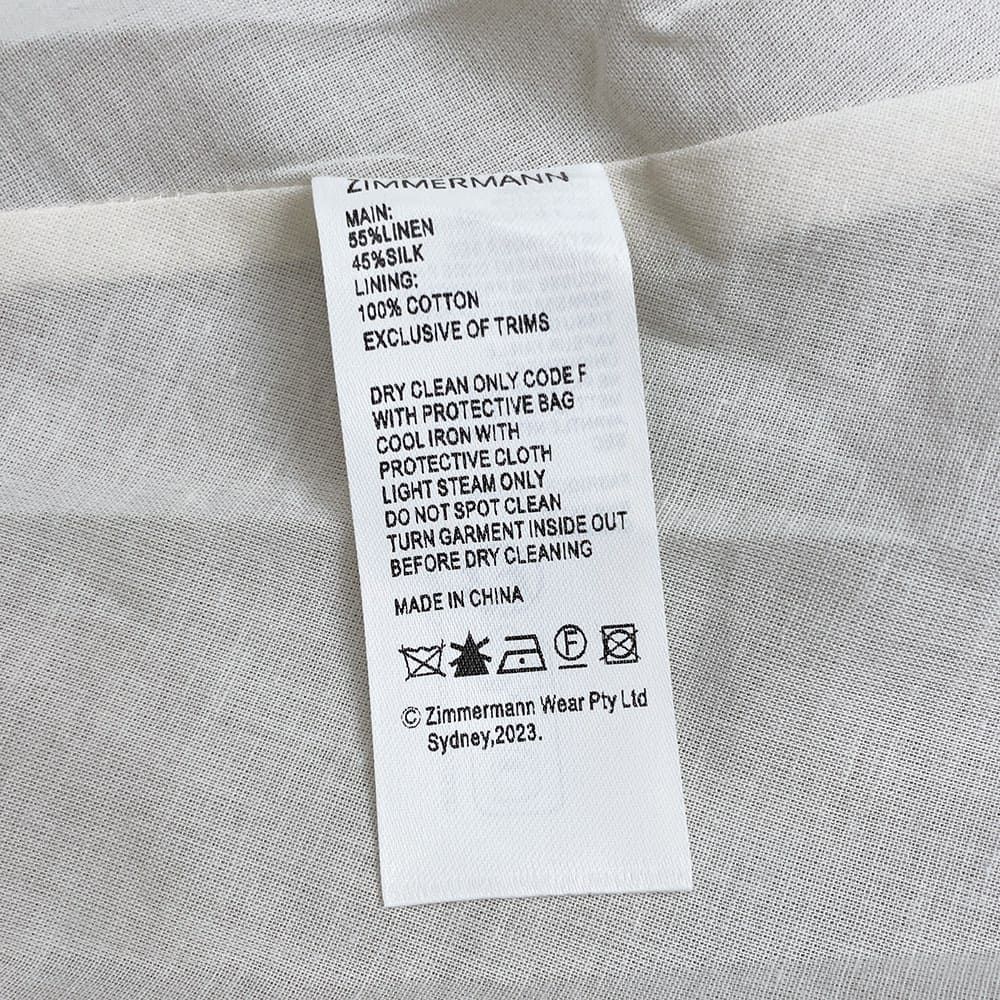 ZIMMERMANN
MAIN:
55%LINEN
45%SILK
LINING:
100% COTTON
EXCLUSIVE OF TRIMS
DRY CLEAN ONLY CODE F
WITH PROTECTIVE BAG
COOL IRON WITH
PROTECTIVE CLOTH
LIGHT STEAM ONLY
DO NOT SPOT CLEAN
TURN GARMENT INSIDE OUT
BEFORE DRY CLEANING
MADE IN CHINA
F
© Zimmermann Wear Pty Ltd
Sydney,2023.